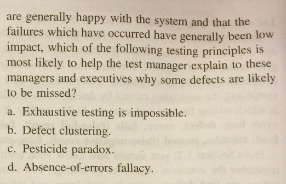 are generally happy with the system and that the
failures which have occurred have generally been low
impact, which of the following testing principles is
most likely to help the test manager explain to these
managers and executives why some defects are likely
to be missed?
a. Exhaustive testing is impossible.
b. Defect clustering.
c. Pesticide paradox.
d. Absence-of-errors fallacy.